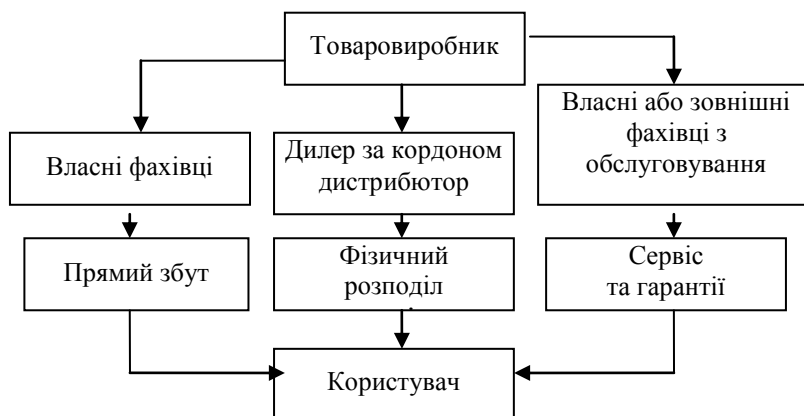 Товаровиробник
Власні фахівці
Дилер за кордоном
дистрибютор
Власні або зовнішні
фахівці з
обслуговування
Прямий збут
Фізичний
розподіл
Сервіс
та гарантії
Користувач